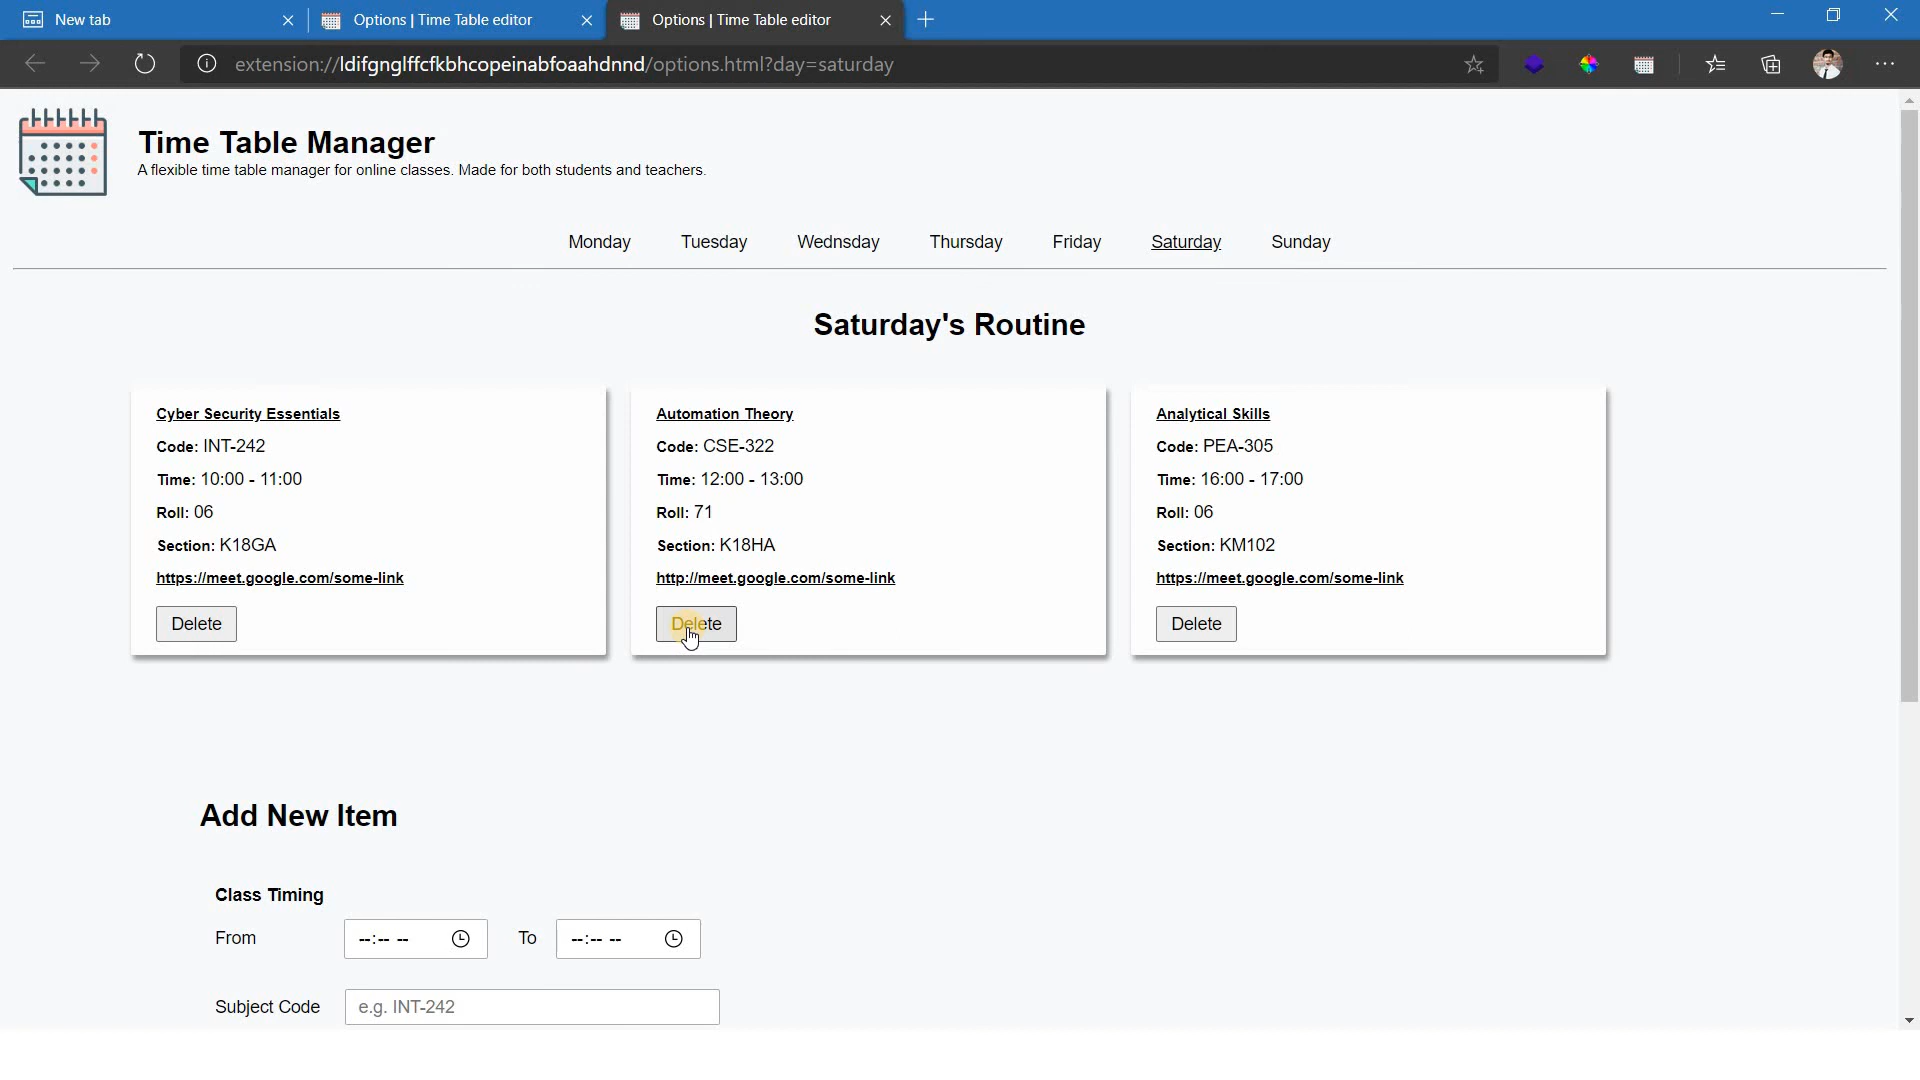 New tab
Options | Time Table editor
Options | Time Table editor
extension://ldifgnglffcfkbhcopeinabfoaahdnnd/options.html?day=saturday
Time Table Manager
A flexible time table manager for online classes. Made for both students and teachers.
Monday Tuesday Wednsday Thursday Friday Saturday Sunday
Saturday's Routine
Cyber Security Essentials
Code: INT-242
Time: 10:00 - 11:00
Roll: 06
Section: K18GA
https://meet.google.com/some-link
Delete
Automation Theory
Code: CSE-322
Time: 12:00 - 13:00
Roll: 71
Section: K18HA
http://meet.google.com/some-link
Delete
Analytical Skills
Code: PEA-305
Time: 16:00 - 17:00
Roll: 06
Section: KM102
https://meet.google.com/some-link
Delete
Add New Item
Class Timing
From --:-- -- To --:-- --
Subject Code e.g. INT-242